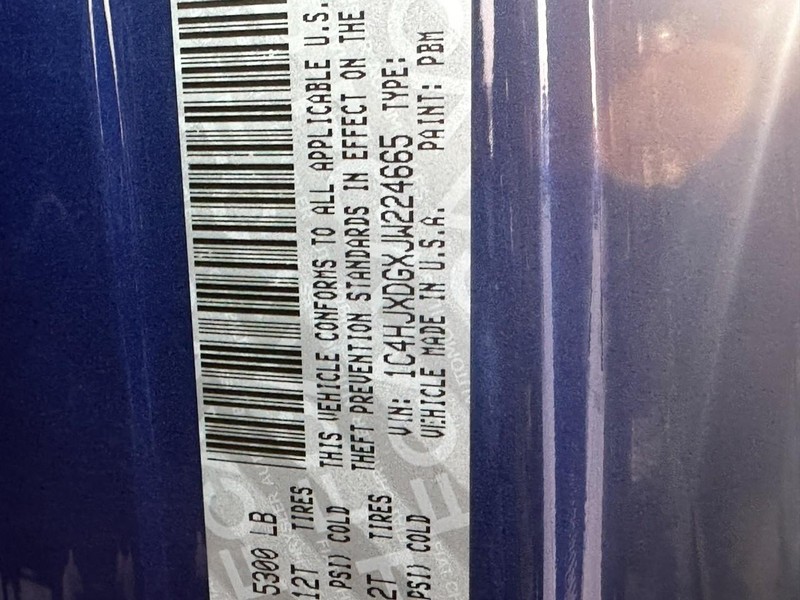 5300 LB
12T TIRES
PSI) COLD
2T TIRES
PSI) COLD
THIS VEHICLE CONFORMS TO ALL APPLICABLE U.S.
THEFT PREVENTION STANDARDS IN EFFECT ON THE
VIN: 1C4HJXDGXJW224665 TYPE:
VEHICLE MADE IN U.S.A. PAINT: PBM